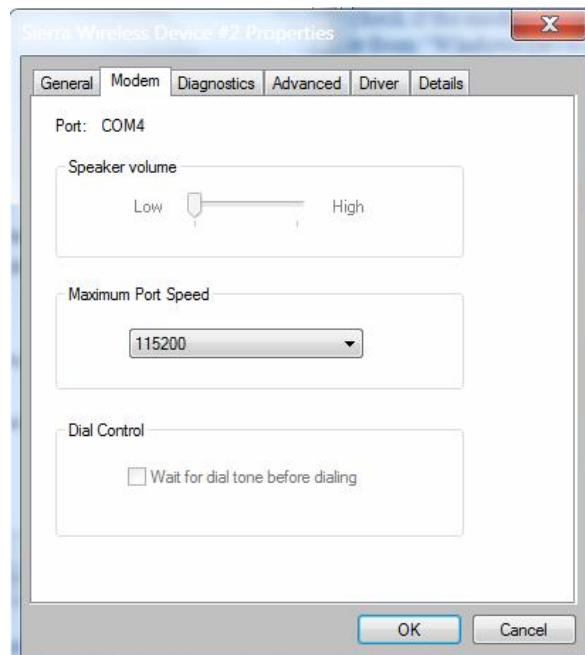 Sierra Wireless Device #2 Properties
General Modem Diagnostics Advanced Driver Details
Port: COM4
Speaker volume
Low High
Maximum Port Speed
115200
Dial Control
Wait for dial tone before dialing
OK Cancel